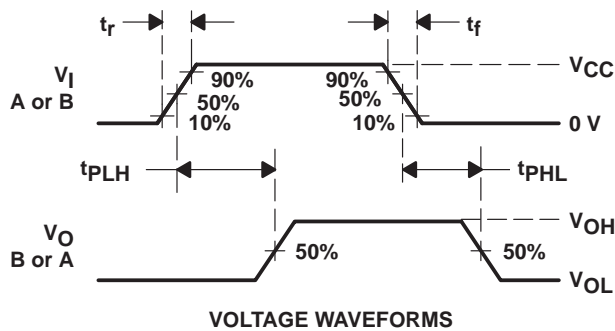 tr
tf
VI
A or B
90%
50%
10%
90%
50%
10%
VCC
0 V
tPLH
tPHL
VO
B or A
50%
50%
VOH
VOL
VOLTAGE WAVEFORMS